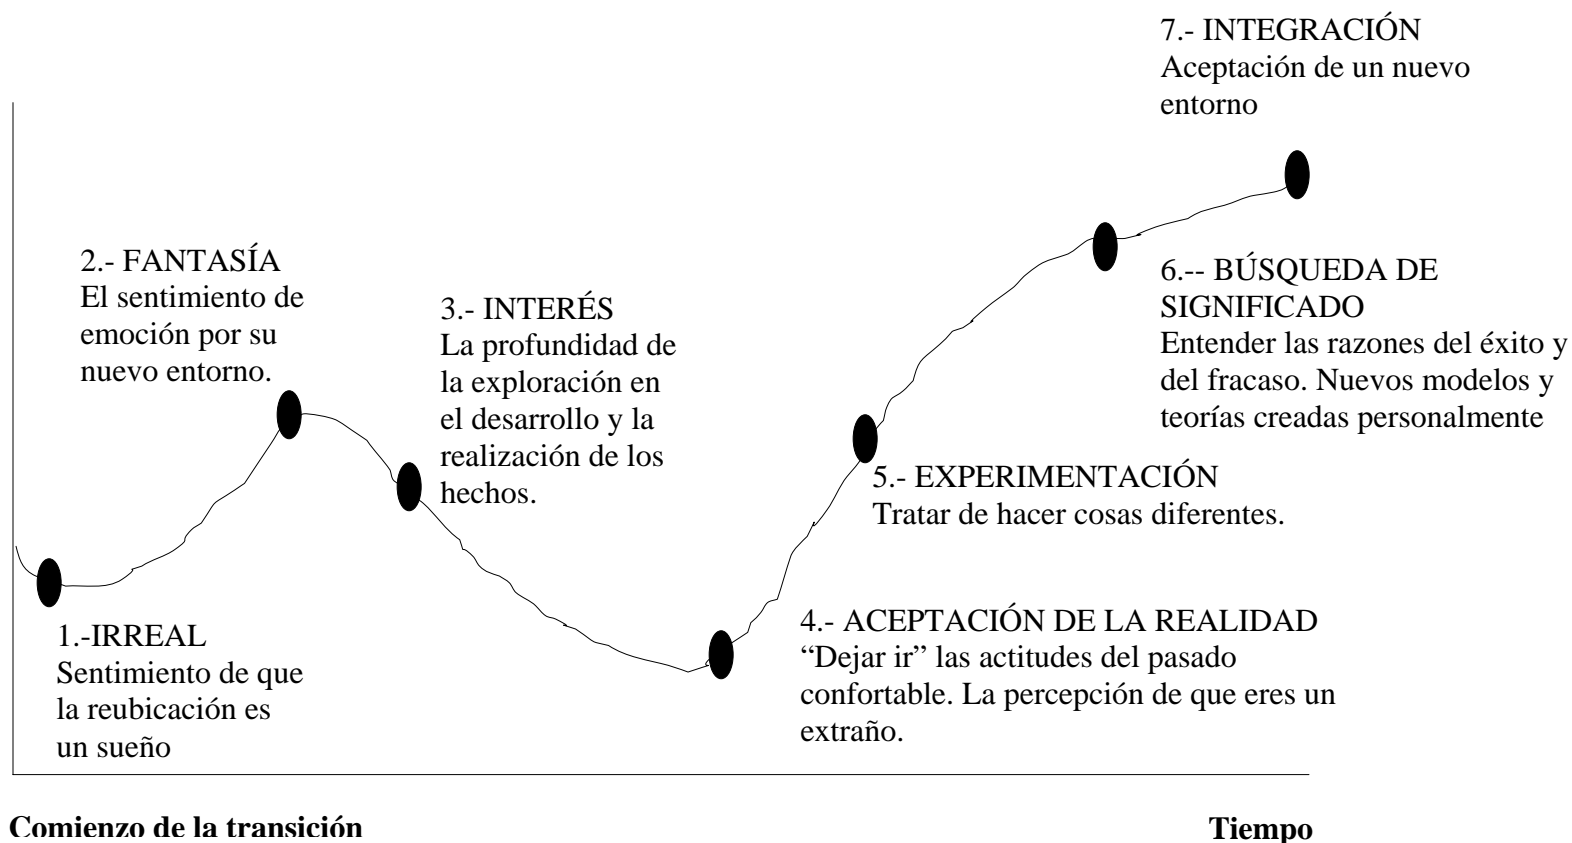 7.- INTEGRACIÓN
Aceptación de un nuevo
entorno
2.- FANTASÍA
El sentimiento de
emoción por su
nuevo entorno.
3.- INTERÉS
La profundidad de
la exploración en
el desarrollo y la
realización de los
hechos.
6.-- BÚSQUEDA DE
SIGNIFICADO
Entender las razones del éxito y
del fracaso. Nuevos modelos y
teorías creadas personalmente
5.- EXPERIMENTACIÓN
Tratar de hacer cosas diferentes.
1.-IRREAL
Sentimiento de que
la reubicación es
un sueño
4.- ACEPTACIÓN DE LA REALIDAD
“Dejar ir” las actitudes del pasado
confortable. La percepción de que eres un
extraño.
Comienzo de la transición
Tiempo